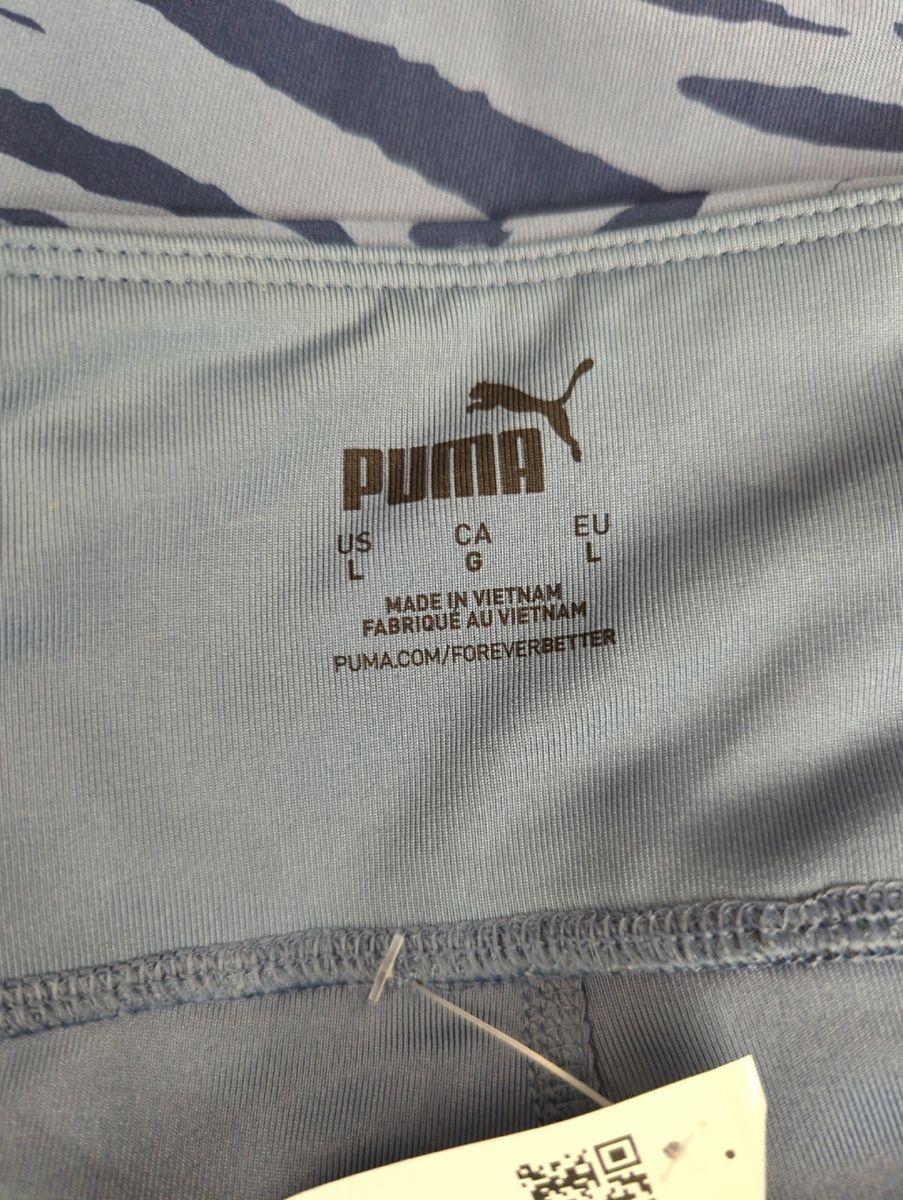 PUMA
US CA EU
L G L
MADE IN VIETNAM
FABRIQUÉ AU VIETNAM
PUMA.COM/FOREVERBETTER